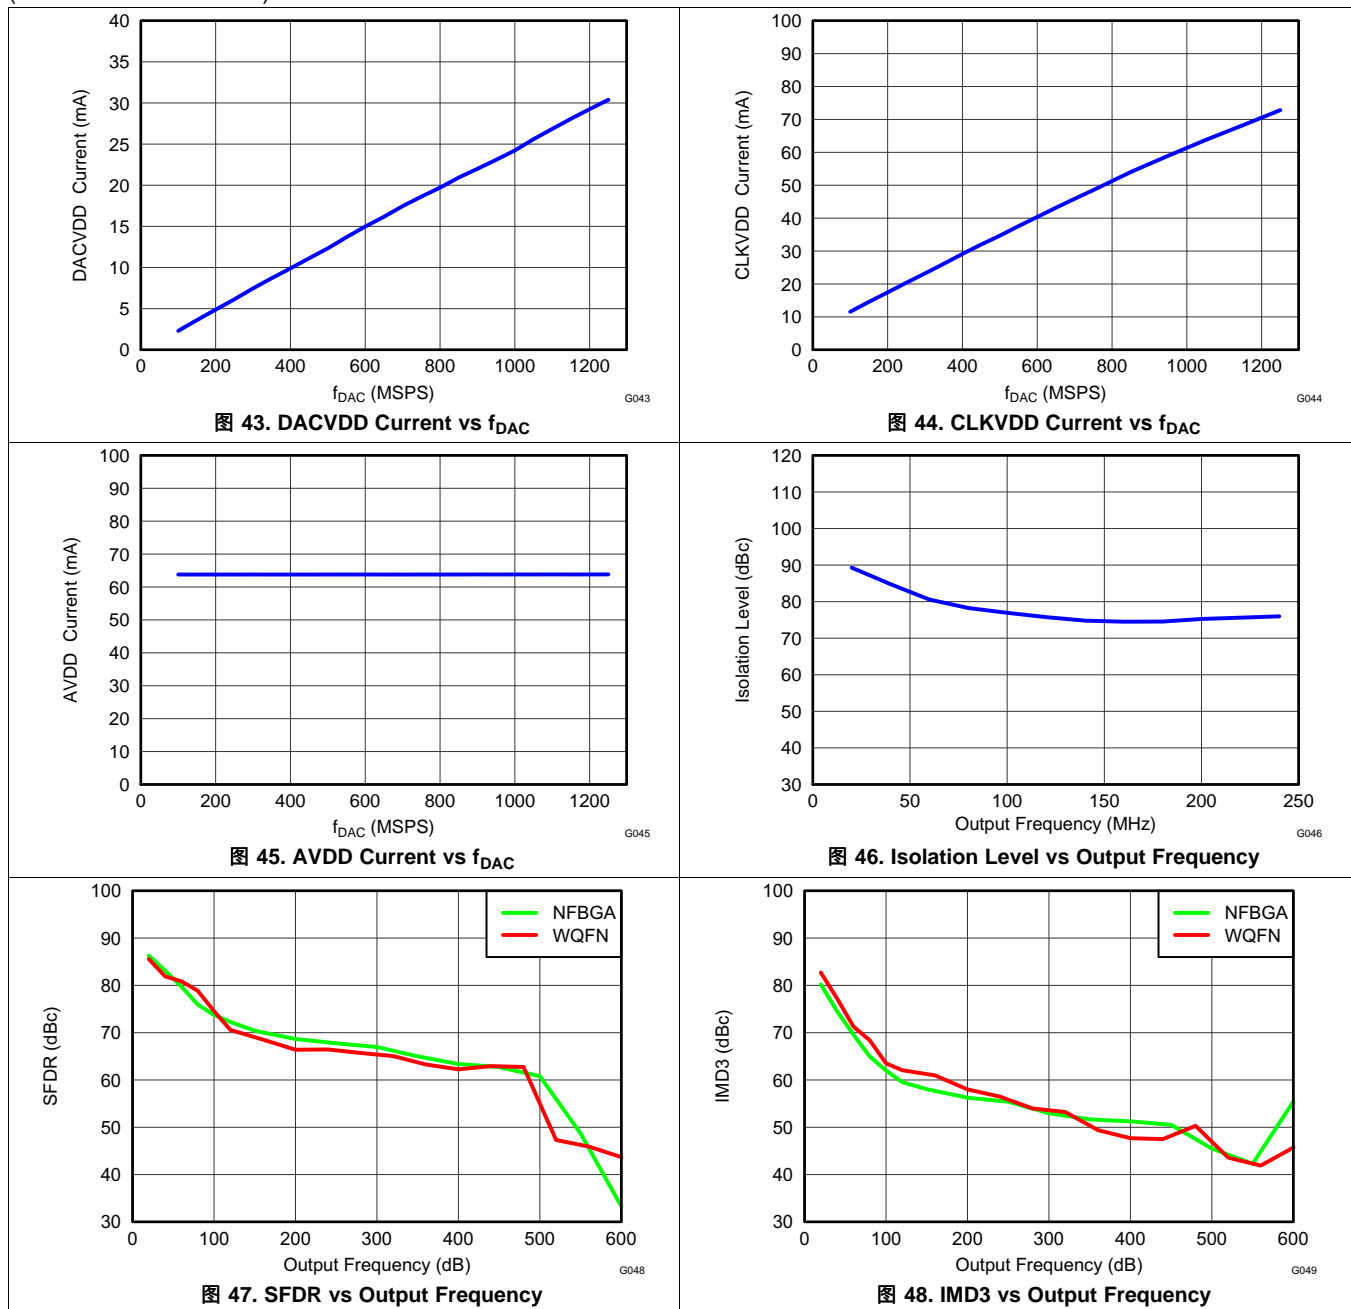 40
35
30
25
20
15
10
5
0
DACVDD Current (mA)
0 200 400 600 800 1000 1200
f_DAC (MSPS)
G043
图 43. DACVDD Current vs f_DAC
100
90
80
70
60
50
40
30
20
10
0
CLKVDD Current (mA)
0 200 400 600 800 1000 1200
f_DAC (MSPS)
G044
图 44. CLKVDD Current vs f_DAC
100
90
80
70
60
50
40
30
20
10
0
AVDD Current (mA)
0 200 400 600 800 1000 1200
f_DAC (MSPS)
G045
图 45. AVDD Current vs f_DAC
120
110
100
90
80
70
60
50
40
30
Isolation Level (dBc)
0 50 100 150 200 250
Output Frequency (MHz)
G046
图 46. Isolation Level vs Output Frequency
100
90
80
70
60
50
40
30
SFDR (dBc)
NFBGA
WQFN
0 100 200 300 400 500 600
Output Frequency (dB)
G048
图 47. SFDR vs Output Frequency
100
90
80
70
60
50
40
30
IMD3 (dBc)
NFBGA
WQFN
0 100 200 300 400 500 600
Output Frequency (dB)
G049
图 48. IMD3 vs Output Frequency